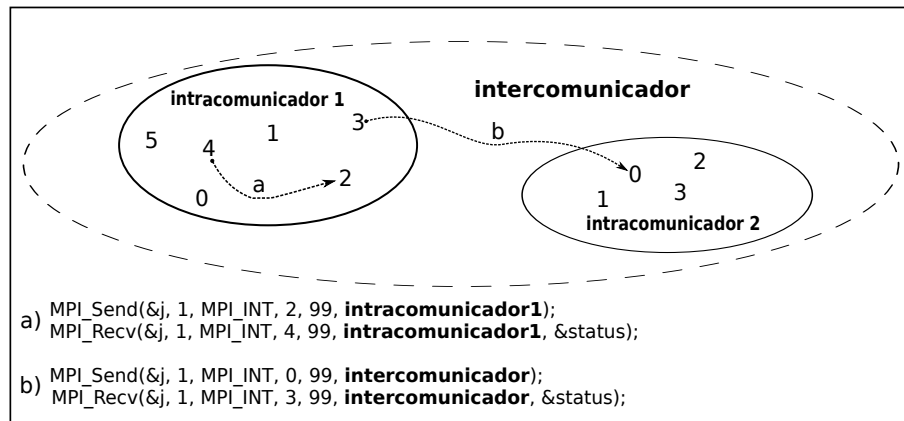 intercomunicador
intracomunicador 1
3
1
b
5
4
2
2
0
a
0
3
1
intracomunicador 2
a) MPI_Send(&j, 1, MPI_INT, 2, 99, intracomunicador1);
MPI_Recv(&j, 1, MPI_INT, 4, 99, intracomunicador1, &status);
b) MPI_Send(&j, 1, MPI_INT, 0, 99, intercomunicador);
MPI_Recv(&j, 1, MPI_INT, 3, 99, intercomunicador, &status);